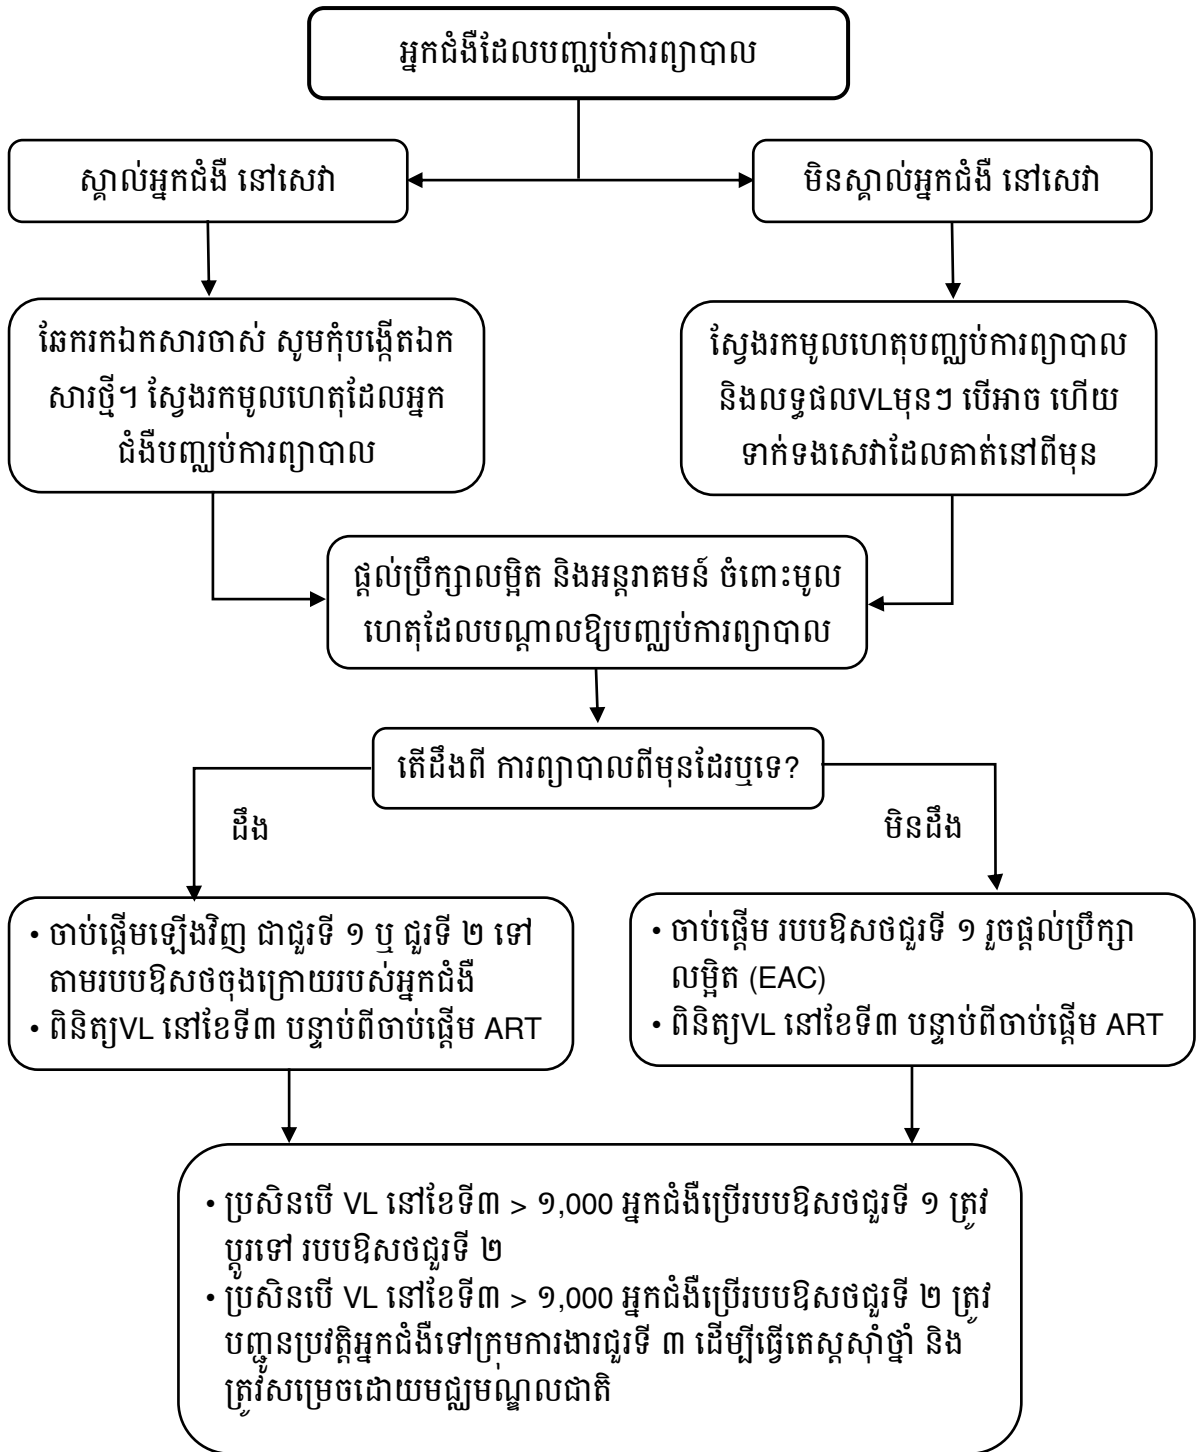 អ្នកជំងឺដែលបញ្ឈប់ការព្យាបាល
ស្គាល់អ្នកជំងឺ នៅសេវា
មិនស្គាល់អ្នកជំងឺ នៅសេវា
ឆែករកឯកសារចាស់ សូមកុំបង្កើតឯក
សារថ្មី។ ស្វែងរកមូលហេតុដែលអ្នក
ជំងឺបញ្ឈប់ការព្យាបាល
ស្វែងរកមូលហេតុបញ្ឈប់ការព្យាបាល
និងលទ្ធផលVLមុនៗ បើអាច ហើយ
ទាក់ទងសេវាដែលគាត់នៅពីមុន
ផ្តល់ប្រឹក្សាលម្អិត និងអន្តរាគមន៍ ចំពោះមូល
ហេតុដែលបណ្តាលឱ្យបញ្ឈប់ការព្យាបាល
តើដឹងពី ការព្យាបាលពីមុនដែរឬទេ?
ដឹង
មិនដឹង
• ចាប់ផ្តើមឡើងវិញ ជាជួរទី ១ ឬ ជួរទី ២ ទៅ
តាមរបបឱសថចុងក្រោយរបស់អ្នកជំងឺ
• ពិនិត្យVL នៅខែទី៣ បន្ទាប់ពីចាប់ផ្តើម ART
• ចាប់ផ្តើម របបឱសថជួរទី ១ រួចផ្តល់ប្រឹក្សា
លម្អិត (EAC)
• ពិនិត្យVL នៅខែទី៣ បន្ទាប់ពីចាប់ផ្តើម ART
• ប្រសិនបើ VL នៅខែទី៣ > ១,000 អ្នកជំងឺប្រើរបបឱសថជួរទី ១ ត្រូវ
ប្តូរទៅ របបឱសថជួរទី ២
• ប្រសិនបើ VL នៅខែទី៣ > ១,000 អ្នកជំងឺប្រើរបបឱសថជួរទី ២ ត្រូវ
បញ្ជូនប្រវត្តិអ្នកជំងឺទៅក្រុមការងារជួរទី ៣ ដើម្បីធ្វើតេស្តស៊ាំថ្នាំ និង
ត្រូវសម្រេចដោយមជ្ឈមណ្ឌលជាតិ